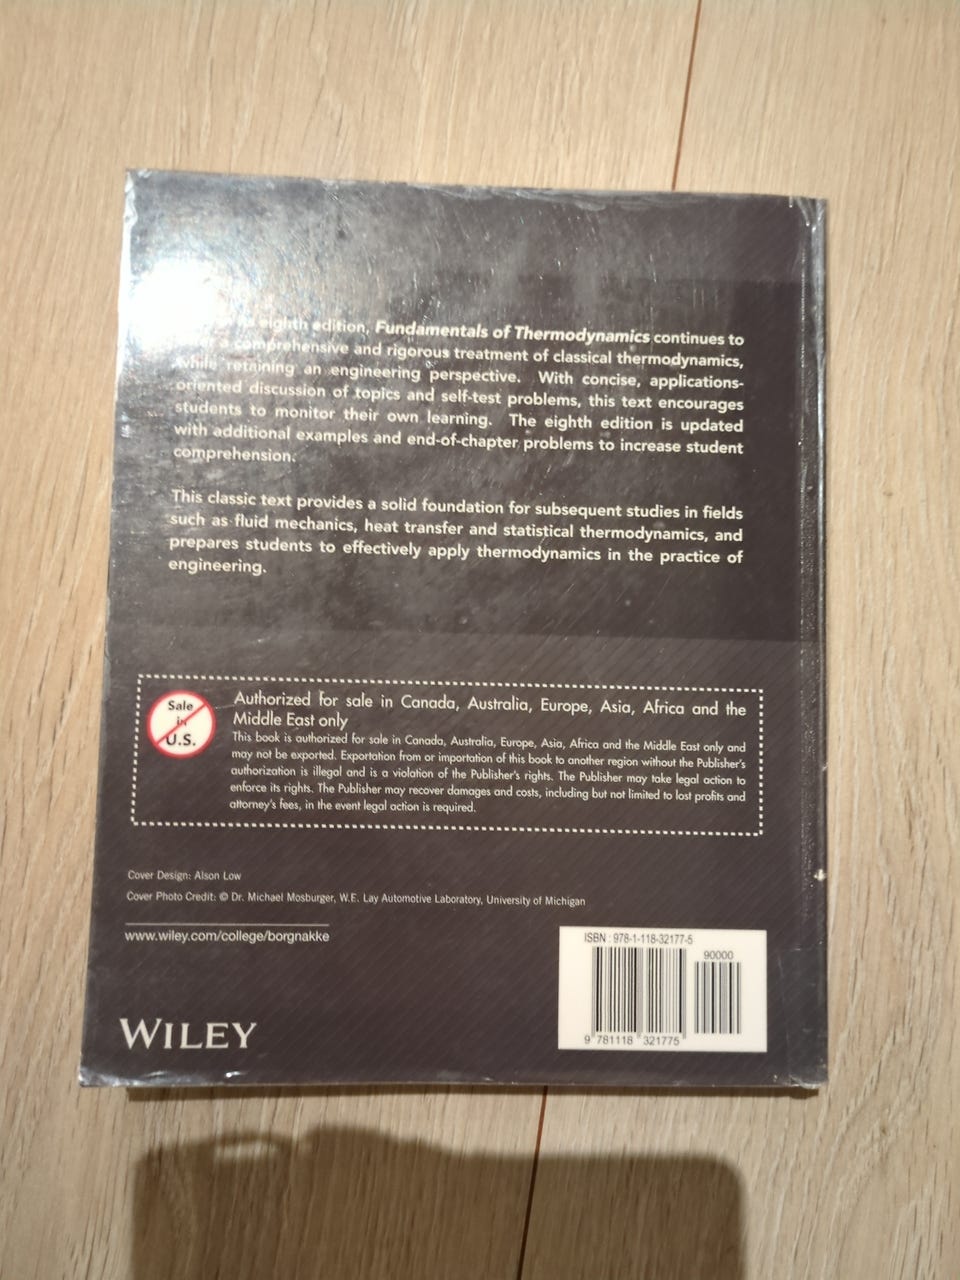 eighth edition, Fundamentals of Thermodynamics continues to
a comprehensive and rigorous treatment of classical thermodynamics,
while retaining an engineering perspective. With concise, applications-
oriented discussion of topics and self-test problems, this text encourages
students to monitor their own learning. The eighth edition is updated
with additional examples and end-of-chapter problems to increase student
comprehension.
This classic text provides a solid foundation for subsequent studies in fields
such as fluid mechanics, heat transfer and statistical thermodynamics, and
prepares students to effectively apply thermodynamics in the practice of
engineering.
Sale
in
U.S.
Authorized for sale in Canada, Australia, Europe, Asia, Africa and the
Middle East only
This book is authorized for sale in Canada, Australia, Europe, Asia, Africa and the Middle East only and
may not be exported. Exportation from or importation of this book to another region without the Publisher's
authorization is illegal and is a violation of the Publisher's rights. The Publisher may take legal action to
enforce its rights. The Publisher may recover damages and costs, including but not limited to lost profits and
attorney's fees, in the event legal action is required.
Cover Design: Alson Low
Cover Photo Credit: © Dr. Michael Mosburger, W.E. Lay Automotive Laboratory, University of Michigan
www.wiley.com/college/borgnakke
WILEY
ISBN : 978-1-118-32177-5
90000
9 781118 321775